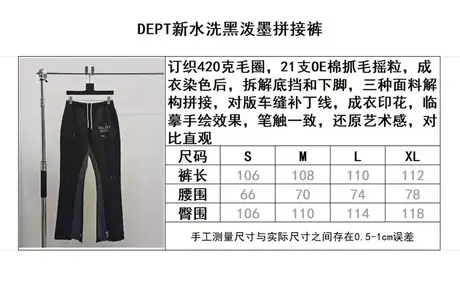 DEPT新水洗黑泼墨拼接裤
订织420克毛圈，21支OE棉抓毛摇粒，成
衣染色后，拆解底挡和下脚，三种面料解
构拼接，对版车缝补丁线，成衣印花，临
摹手绘效果，笔触一致，还原艺术感，对
比直观
尺码 S M L XL
裤长 106 108 110 112
腰围 66 70 74 78
臀围 106 110 114 118
手工测量尺寸与实际尺寸之间存在0.5-1cm误差